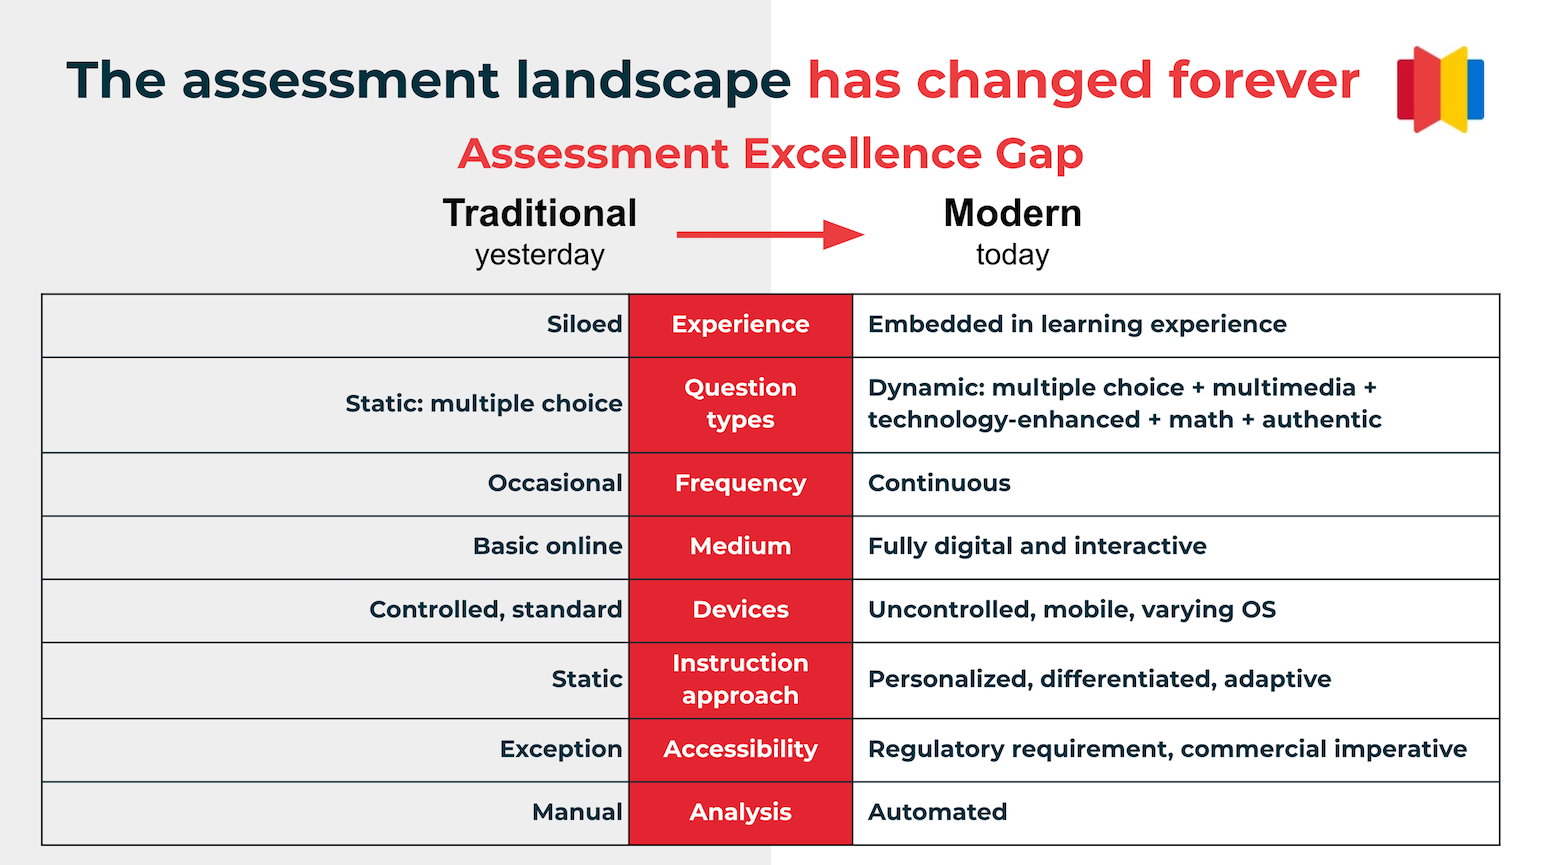 The assessment landscape has changed forever
Assessment Excellence Gap
Traditional
yesterday
Modern
today
Siloed
Experience
Embedded in learning experience
Static: multiple choice
Question
types
Dynamic: multiple choice + multimedia +
technology-enhanced + math + authentic
Occasional
Frequency
Continuous
Basic online
Medium
Fully digital and interactive
Controlled, standard
Devices
Uncontrolled, mobile, varying OS
Static
Instruction
approach
Personalized, differentiated, adaptive
Exception
Accessibility
Regulatory requirement, commercial imperative
Manual
Analysis
Automated